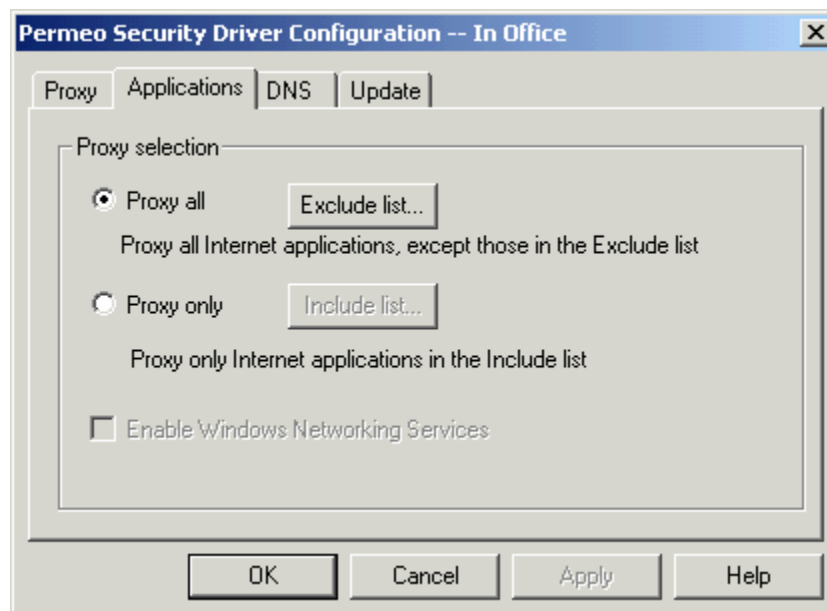 Permeo Security Driver Configuration -- In Office
Proxy Applications DNS Update
Proxy selection
Proxy all Exclude list...
Proxy all Internet applications, except those in the Exclude list
Proxy only Include list...
Proxy only Internet applications in the Include list
Enable Windows Networking Services
OK Cancel Apply Help